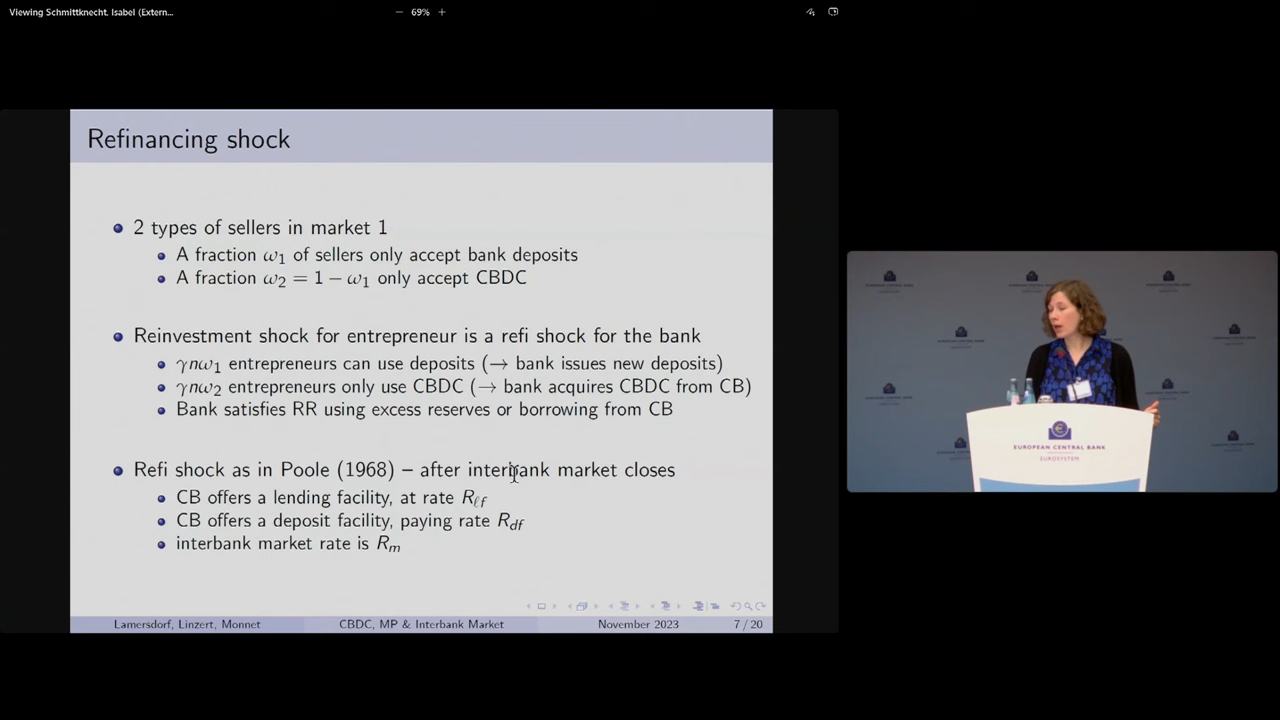 Viewing Schmittknecht, Isabel (Extern...
69%
Refinancing shock
2 types of sellers in market 1
A fraction ω₁ of sellers only accept bank deposits
A fraction ω₂ = 1 − ω₁ only accept CBDC
Reinvestment shock for entrepreneur is a refi shock for the bank
γnω₁ entrepreneurs can use deposits (→ bank issues new deposits)
γnω₂ entrepreneurs only use CBDC (→ bank acquires CBDC from CB)
Bank satisfies RR using excess reserves or borrowing from CB
Refi shock as in Poole (1968) – after interbank market closes
CB offers a lending facility, at rate Rℓf
CB offers a deposit facility, paying rate Rdf
interbank market rate is Rm
Lamersdorf, Linzert, Monnet CBDC, MP & Interbank Market November 2023 7 / 20
EUROPEAN CENTRAL BANK
EUROSYSTEM